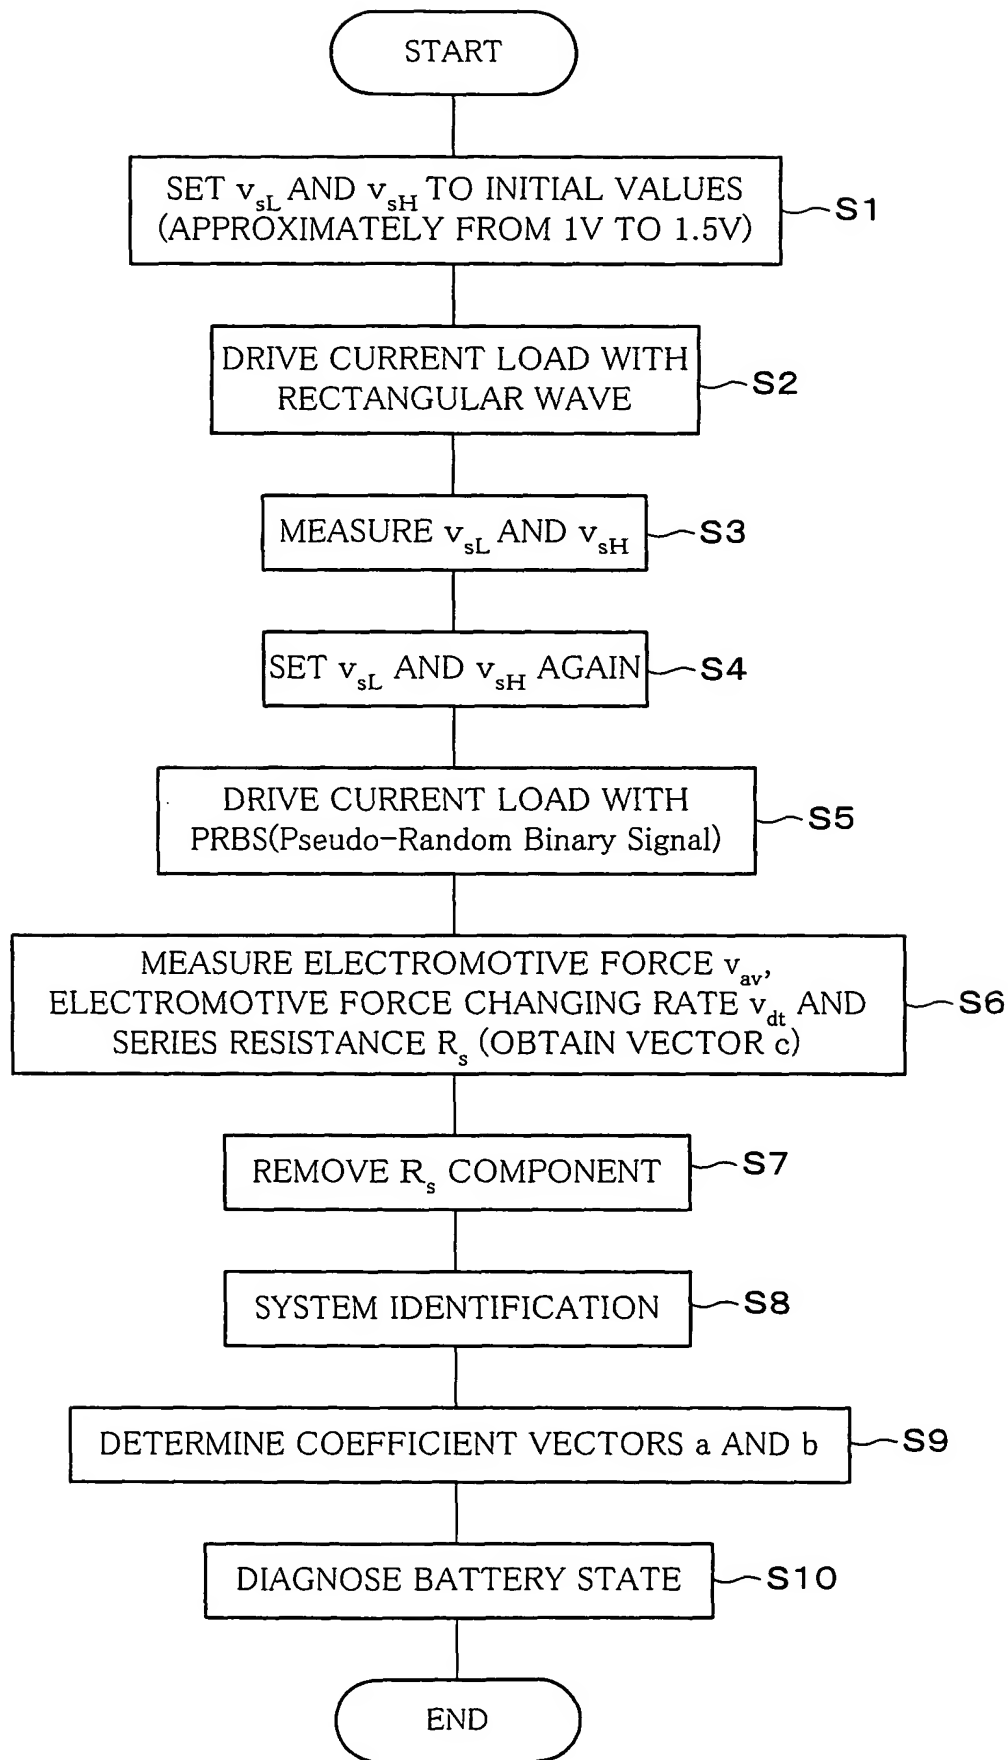 START
SET vsL AND vsH TO INITIAL VALUES
(APPROXIMATELY FROM 1V TO 1.5V)
S1
DRIVE CURRENT LOAD WITH
RECTANGULAR WAVE
S2
MEASURE vsL AND vsH
S3
SET vsL AND vsH AGAIN
S4
DRIVE CURRENT LOAD WITH
PRBS(Pseudo-Random Binary Signal)
S5
MEASURE ELECTROMOTIVE FORCE vav,
ELECTROMOTIVE FORCE CHANGING RATE vdt AND
SERIES RESISTANCE Rs (OBTAIN VECTOR c)
S6
REMOVE Rs COMPONENT
S7
SYSTEM IDENTIFICATION
S8
DETERMINE COEFFICIENT VECTORS a AND b
S9
DIAGNOSE BATTERY STATE
S10
END